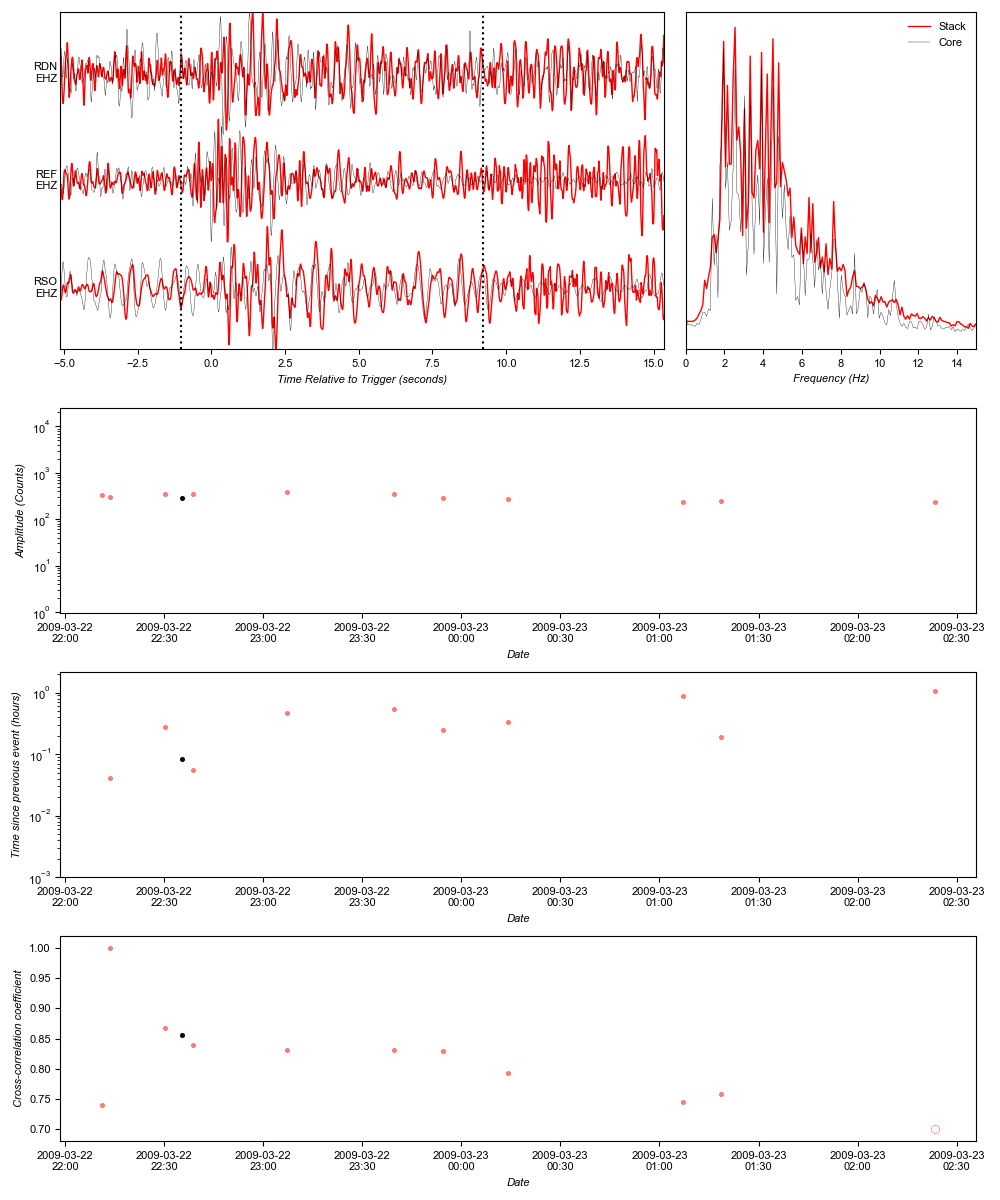 RDN
EHZ
REF
EHZ
RSO
EHZ
−5.0 −2.5 0.0 2.5 5.0 7.5 10.0 12.5 15.0
Time Relative to Trigger (seconds)
Stack
Core
0 2 4 6 8 10 12 14
Frequency (Hz)
10^4
10^3
10^2
10^1
10^0
Amplitude (Counts)
2009-03-22 2009-03-22 2009-03-22 2009-03-22 2009-03-23 2009-03-23 2009-03-23 2009-03-23 2009-03-23 2009-03-23
22:00 22:30 23:00 23:30 00:00 00:30 01:00 01:30 02:00 02:30
Date
10^0
10^−1
10^−2
10^−3
Time since previous event (hours)
2009-03-22 2009-03-22 2009-03-22 2009-03-22 2009-03-23 2009-03-23 2009-03-23 2009-03-23 2009-03-23 2009-03-23
22:00 22:30 23:00 23:30 00:00 00:30 01:00 01:30 02:00 02:30
Date
1.00
0.95
0.90
0.85
0.80
0.75
0.70
Cross-correlation coefficient
2009-03-22 2009-03-22 2009-03-22 2009-03-22 2009-03-23 2009-03-23 2009-03-23 2009-03-23 2009-03-23 2009-03-23
22:00 22:30 23:00 23:30 00:00 00:30 01:00 01:30 02:00 02:30
Date